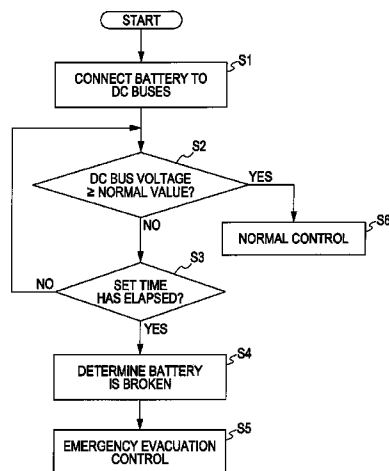 START
S1
CONNECT BATTERY TO
DC BUSES
S2
DC BUS VOLTAGE
≥ NORMAL VALUE?
YES
NO
S6
NORMAL CONTROL
S3
SET TIME
HAS ELAPSED?
NO
YES
S4
DETERMINE BATTERY
IS BROKEN
S5
EMERGENCY EVACUATION
CONTROL